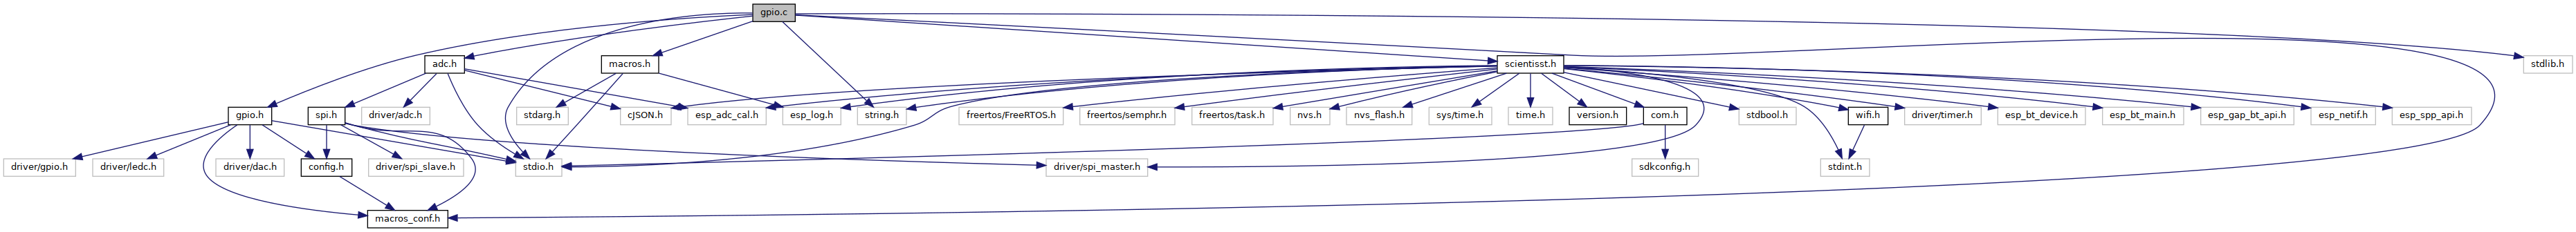 gpio.c
adc.h
macros.h
scientisst.h
stdlib.h
gpio.h
spi.h
driver/adc.h
stdarg.h
cJSON.h
esp_adc_cal.h
esp_log.h
string.h
freertos/FreeRTOS.h
freertos/semphr.h
freertos/task.h
nvs.h
nvs_flash.h
sys/time.h
time.h
version.h
com.h
stdbool.h
wifi.h
driver/timer.h
esp_bt_device.h
esp_bt_main.h
esp_gap_bt_api.h
esp_netif.h
esp_spp_api.h
driver/gpio.h
driver/ledc.h
driver/dac.h
config.h
driver/spi_slave.h
stdio.h
driver/spi_master.h
sdkconfig.h
stdint.h
macros_conf.h